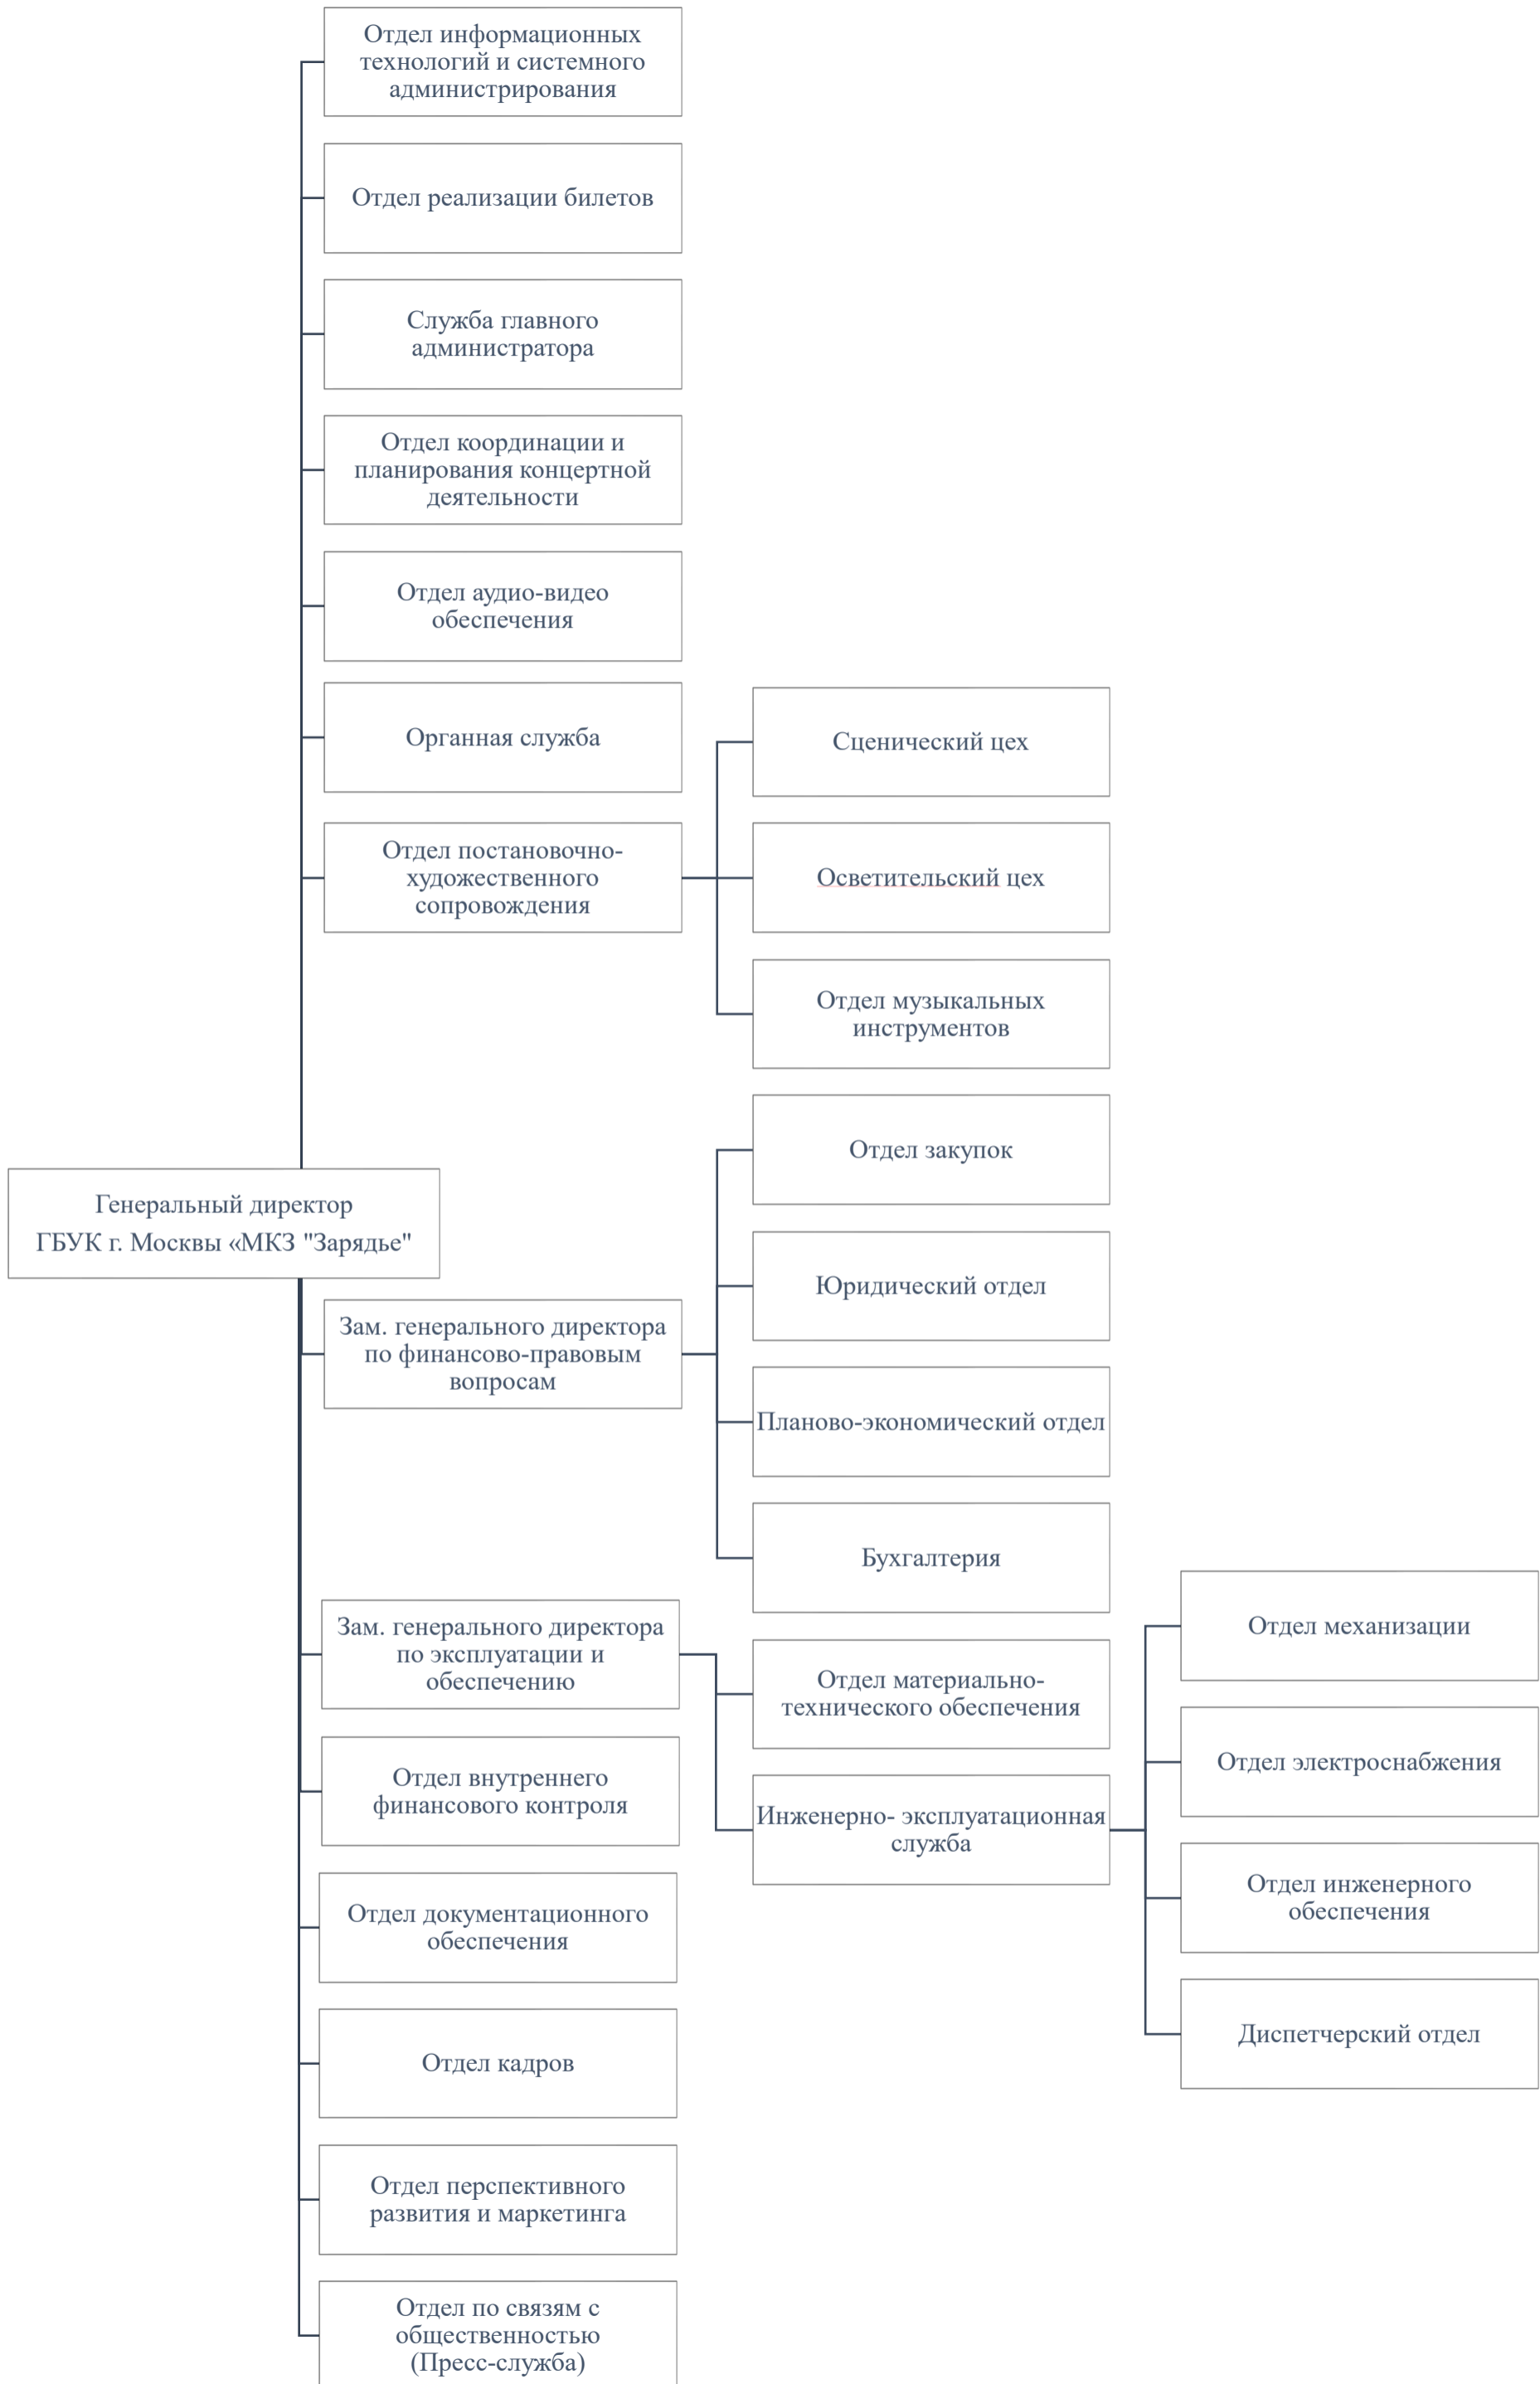 Отдел информационных
технологий и системного
администрирования
Отдел реализации билетов
Служба главного
администратора
Отдел координации и
планирования концертной
деятельности
Отдел аудио-видео
обеспечения
Органная служба
Отдел постановочно-
художественного
сопровождения
Сценический цех
Осветительский цех
Отдел музыкальных
инструментов
Генеральный директор
ГБУК г. Москвы «МКЗ "Зарядье"
Зам. генерального директора
по финансово-правовым
вопросам
Отдел закупок
Юридический отдел
Планово-экономический отдел
Бухгалтерия
Зам. генерального директора
по эксплуатации и
обеспечению
Отдел материально-
технического обеспечения
Инженерно- эксплуатационная
служба
Отдел механизации
Отдел электроснабжения
Отдел инженерного
обеспечения
Диспетчерский отдел
Отдел внутреннего
финансового контроля
Отдел документационного
обеспечения
Отдел кадров
Отдел перспективного
развития и маркетинга
Отдел по связям с
общественностью
(Пресс-служба)